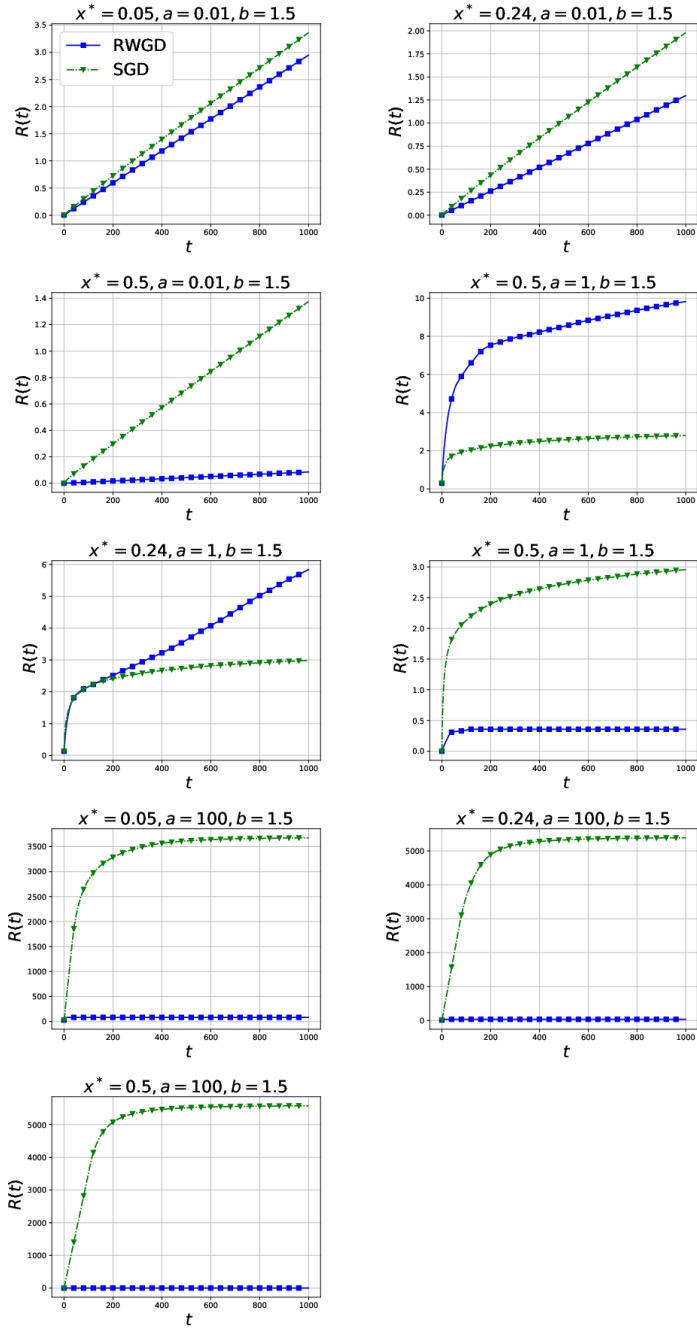 x* = 0.05, a = 0.01, b = 1.5
RWGD
SGD
R(t)
3.5
3.0
2.5
2.0
1.5
1.0
0.5
0.0
0 200 400 600 800 1000
t
x* = 0.24, a = 0.01, b = 1.5
R(t)
2.00
1.75
1.50
1.25
1.00
0.75
0.50
0.25
0.00
0 200 400 600 800 1000
t
x* = 0.5, a = 0.01, b = 1.5
R(t)
1.4
1.2
1.0
0.8
0.6
0.4
0.2
0.0
0 200 400 600 800 1000
t
x* = 0.5, a = 1, b = 1.5
R(t)
10
8
6
4
2
0
0 200 400 600 800 1000
t
x* = 0.24, a = 1, b = 1.5
R(t)
6
5
4
3
2
1
0
0 200 400 600 800 1000
t
x* = 0.5, a = 1, b = 1.5
R(t)
3.0
2.5
2.0
1.5
1.0
0.5
0.0
0 200 400 600 800 1000
t
x* = 0.05, a = 100, b = 1.5
R(t)
3500
3000
2500
2000
1500
1000
500
0
0 200 400 600 800 1000
t
x* = 0.24, a = 100, b = 1.5
R(t)
5000
4000
3000
2000
1000
0
0 200 400 600 800 1000
t
x* = 0.5, a = 100, b = 1.5
R(t)
5000
4000
3000
2000
1000
0
0 200 400 600 800 1000
t